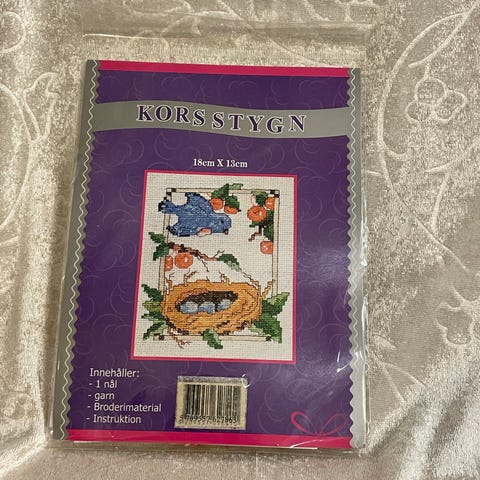 KORS STYGN
18cm X 13cm
Innehåller:
- 1 nål
- garn
- Broderimaterial
- Instruktion